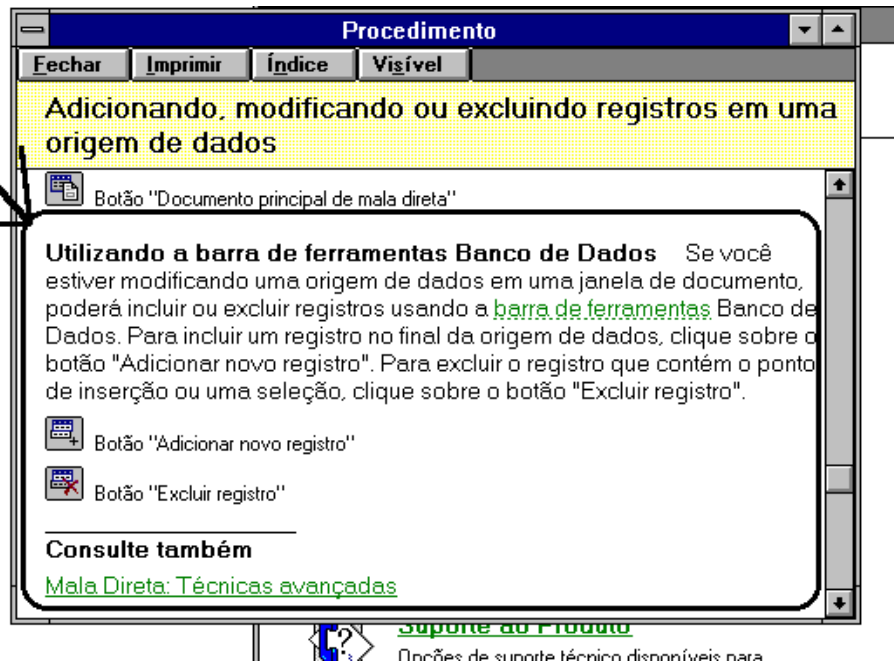 Procedimento
Fechar Imprimir Índice Visível
Adicionando, modificando ou excluindo registros em uma
origem de dados
Botão "Documento principal de mala direta"
Utilizando a barra de ferramentas Banco de Dados Se você
estiver modificando uma origem de dados em uma janela de documento,
poderá incluir ou excluir registros usando a barra de ferramentas Banco de
Dados. Para incluir um registro no final da origem de dados, clique sobre o
botão "Adicionar novo registro". Para excluir o registro que contém o ponto
de inserção ou uma seleção, clique sobre o botão "Excluir registro".
Botão "Adicionar novo registro"
Botão "Excluir registro"
Consulte também
Mala Direta: Técnicas avançadas
Suporte ao Produto
Opções de suporte técnico disponíveis para